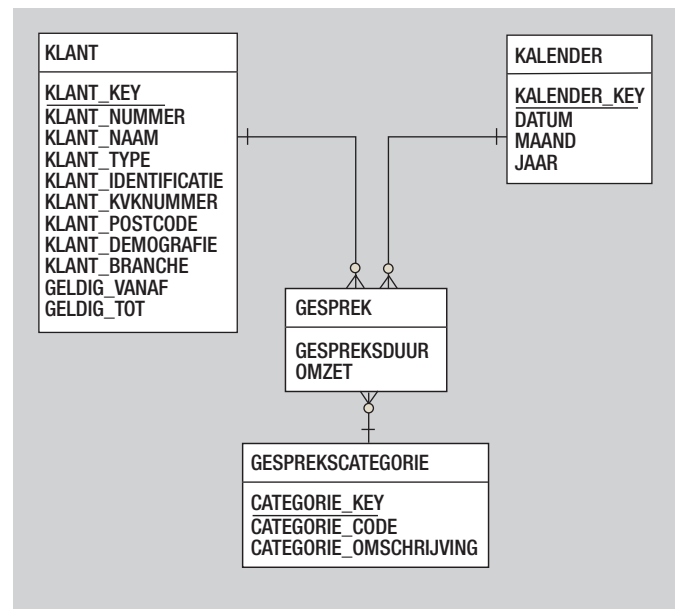 KLANT
KLANT_KEY
KLANT_NUMMER
KLANT_NAAM
KLANT_TYPE
KLANT_IDENTIFICATIE
KLANT_KVKNUMMER
KLANT_POSTCODE
KLANT_DEMOGRAFIE
KLANT_BRANCHE
GELDIG_VANAF
GELDIG_TOT
KALENDER
KALENDER_KEY
DATUM
MAAND
JAAR
GESPREK
GESPREKSDUUR
OMZET
GESPREKSCATEGORIE
CATEGORIE_KEY
CATEGORIE_CODE
CATEGORIE_OMSCHRIJVING